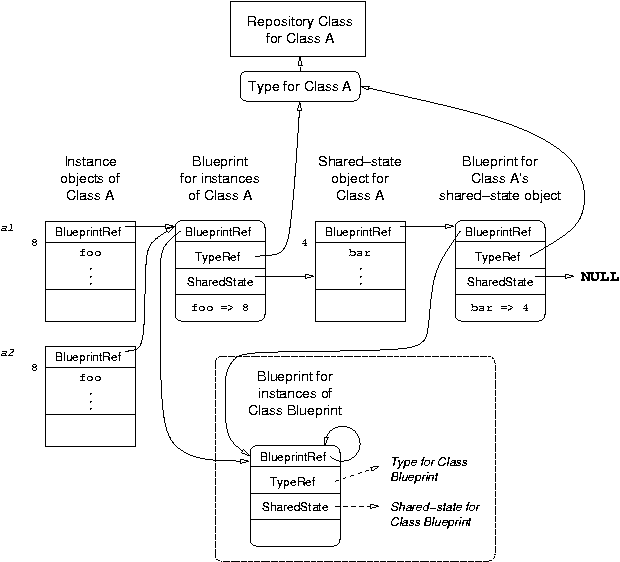 Repository Class
for Class A
Type for Class A
Instance
objects of
Class A
Blueprint
for instances
of Class A
Shared-state
object for
Class A
Blueprint for
Class A's
shared-state object
a1
8
BlueprintRef
foo
BlueprintRef
TypeRef
SharedState
foo => 8
4
BlueprintRef
bar
BlueprintRef
TypeRef
SharedState
bar => 4
NULL
a2
8
BlueprintRef
foo
Blueprint for
instances of
Class Blueprint
BlueprintRef
TypeRef
SharedState
Type for Class
Blueprint
Shared-state for
Class Blueprint